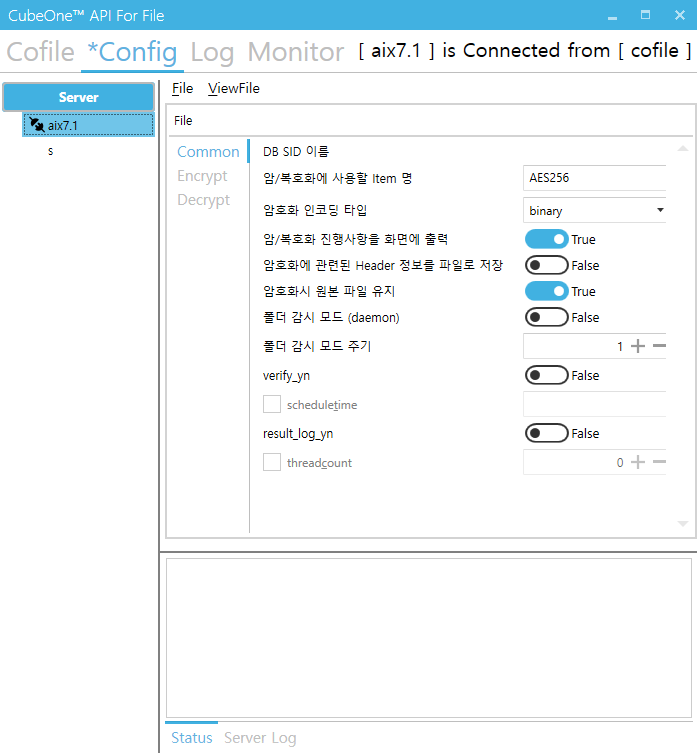 CubeOne™ API For File
Cofile *Config Log Monitor [ aix7.1 ] is Connected from [ cofile ]
Server
aix7.1
s
File ViewFile
File
Common
Encrypt
Decrypt
DB SID 이름
암/복호화에 사용할 Item 명 AES256
암호화 인코딩 타입 binary
암/복호화 진행사항을 화면에 출력 True
암호화에 관련된 Header 정보를 파일로 저장 False
암호화시 원본 파일 유지 True
폴더 감시 모드 (daemon) False
폴더 감시 모드 주기 1
verify_yn False
scheduletime
result_log_yn False
threadcount 0
Status Server Log